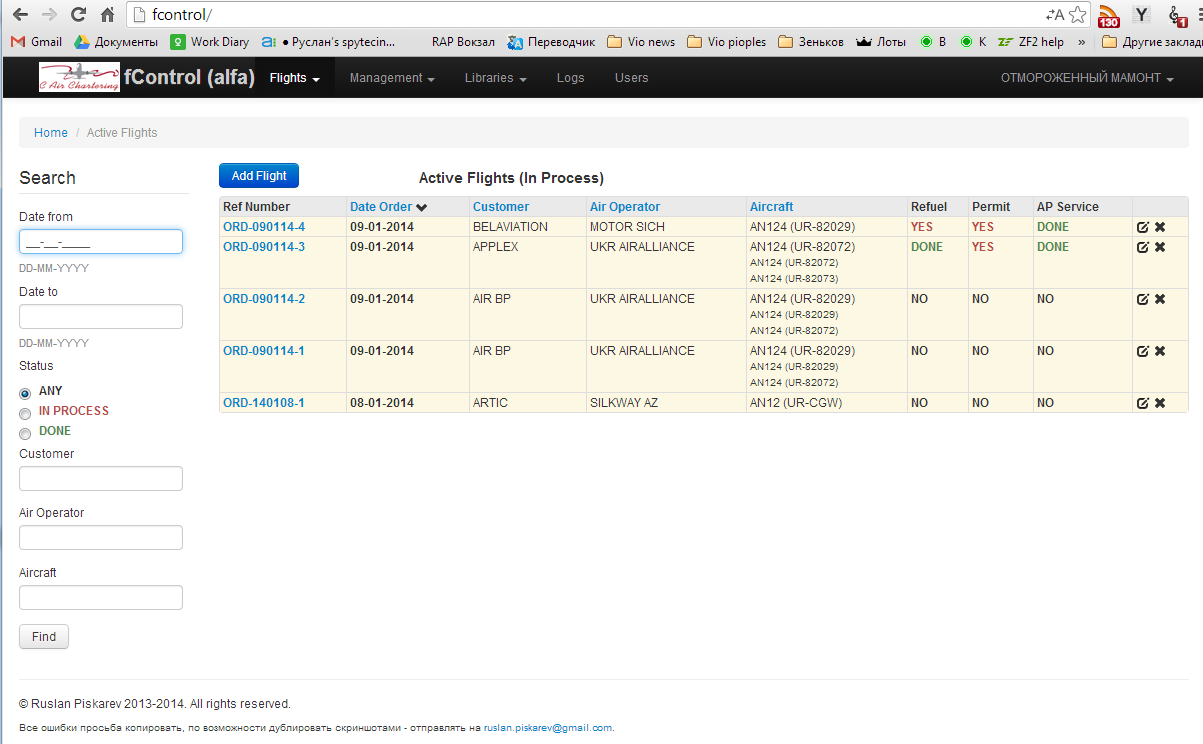 fcontrol/
130
Y
1
Gmail Документы Work Diary ● Руслан's spytecin... RAP Вокзал Переводчик Vio news Vio pioples Зеньков Лоты В К ZF2 help » Другие заклад
C Air Chartering fControl (alfa) Flights Management Libraries Logs Users ОТМОРОЖЕННЫЙ МАМОНТ
Home / Active Flights
Search
Date from
__-__-____
DD-MM-YYYY
Date to
DD-MM-YYYY
Status
ANY
IN PROCESS
DONE
Customer
Air Operator
Aircraft
Find
Add Flight Active Flights (In Process)
Ref Number Date Order Customer Air Operator Aircraft Refuel Permit AP Service
ORD-090114-4 09-01-2014 BELAVIATION MOTOR SICH AN124 (UR-82029) YES YES DONE
ORD-090114-3 09-01-2014 APPLEX UKR AIRALLIANCE AN124 (UR-82072) DONE YES DONE
AN124 (UR-82072)
AN124 (UR-82073)
ORD-090114-2 09-01-2014 AIR BP UKR AIRALLIANCE AN124 (UR-82029) NO NO NO
AN124 (UR-82029)
AN124 (UR-82072)
ORD-090114-1 09-01-2014 AIR BP UKR AIRALLIANCE AN124 (UR-82029) NO NO NO
AN124 (UR-82029)
AN124 (UR-82072)
ORD-140108-1 08-01-2014 ARTIC SILKWAY AZ AN12 (UR-CGW) NO NO NO
© Ruslan Piskarev 2013-2014. All rights reserved.
Все ошибки просьба копировать, по возможности дублировать скриншотами - отправлять на ruslan.piskarev@gmail.com.